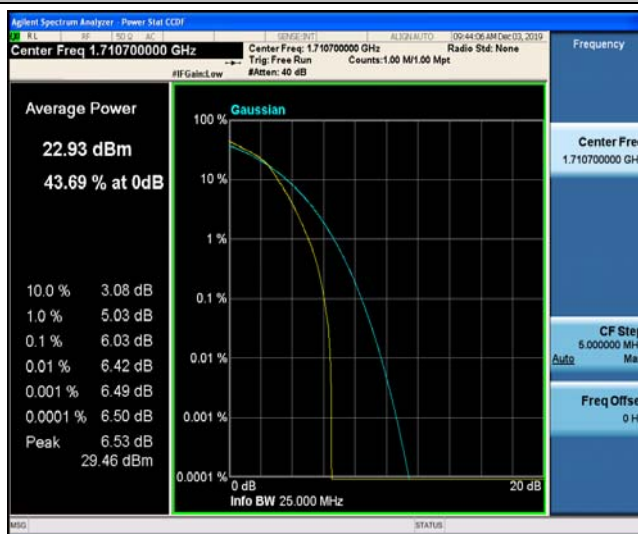 Agilent Spectrum Analyzer - Power Stat CCDF
RL RF 50 Ω AC SENSE:INT ALIGN AUTO 09:44:06 AM Dec 03, 2019
Center Freq 1.710700000 GHz
Center Freq: 1.710700000 GHz Radio Std: None
Trig: Free Run Counts:1.00 M/1.00 Mpt
#IFGain:Low #Atten: 40 dB
Frequency
Average Power
22.93 dBm
43.69 % at 0dB
10.0 % 3.08 dB
1.0 % 5.03 dB
0.1 % 6.03 dB
0.01 % 6.42 dB
0.001 % 6.49 dB
0.0001 % 6.50 dB
Peak 6.53 dB
29.46 dBm
Gaussian
100 %
10 %
1 %
0.1 %
0.01 %
0.001 %
0.0001 %
0 dB 20 dB
Info BW 25.000 MHz
Center Fre
1.710700000 GH
CF Step
5.000000 MH
Auto Ma
Freq Offse
0 H
MSG STATUS